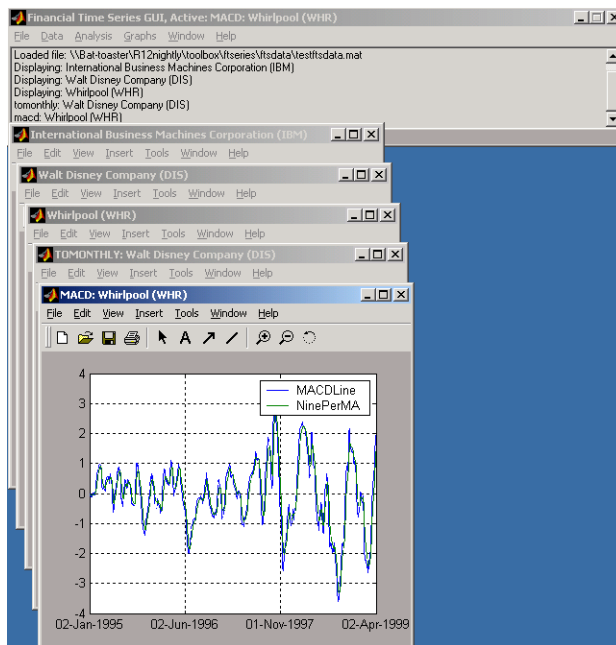 Financial Time Series GUI, Active: MACD: Whirlpool (WHR)
File Data Analysis Graphs Window Help
Loaded file: \\Bat-toaster\R12nightly\toolbox\ftseries\ftsdata\testftsdata.mat
Displaying: International Business Machines Corporation (IBM)
Displaying: Walt Disney Company (DIS)
Displaying: Whirlpool (WHR)
tomonthly: Walt Disney Company (DIS)
macd: Whirlpool (WHR)
International Business Machines Corporation (IBM)
File Edit View Insert Tools Window Help
Walt Disney Company (DIS)
File Edit View Insert Tools Window Help
Whirlpool (WHR)
File Edit View Insert Tools Window Help
TOMONTHLY: Walt Disney Company (DIS)
File Edit View Insert Tools Window Help
MACD: Whirlpool (WHR)
File Edit View Insert Tools Window Help
A
4
MACDLine
NinePerMA
3
2
1
0
-1
-2
-3
-4
02-Jan-1995 02-Jun-1996 01-Nov-1997 02-Apr-1999